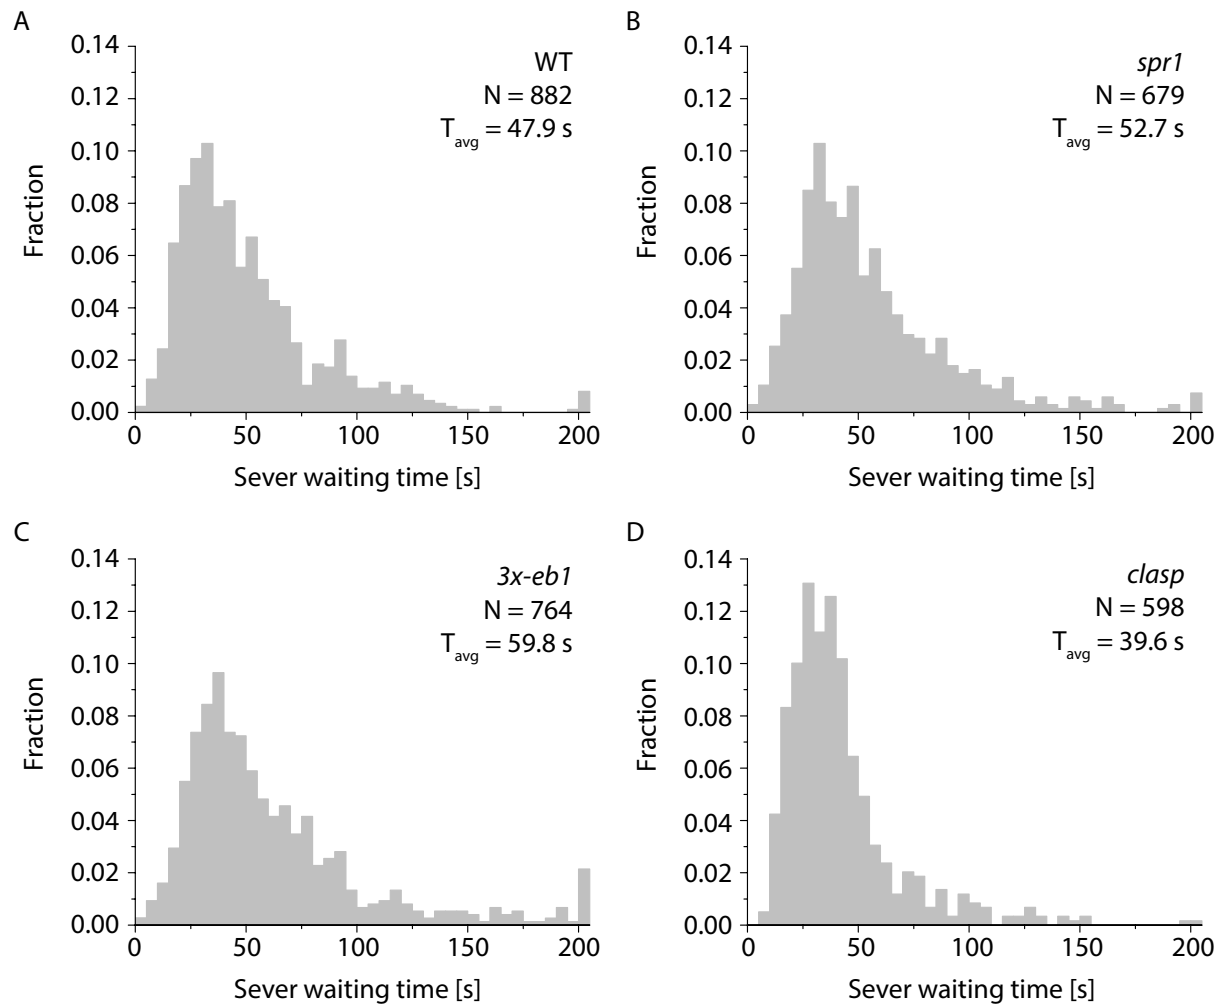 A
WT
N = 882
Tavg = 47.9 s
0.14
0.12
0.10
0.08
0.06
0.04
0.02
0.00
Fraction
0 50 100 150 200
Sever waiting time [s]
B
spr1
N = 679
Tavg = 52.7 s
0.14
0.12
0.10
0.08
0.06
0.04
0.02
0.00
Fraction
0 50 100 150 200
Sever waiting time [s]
C
3x-eb1
N = 764
Tavg = 59.8 s
0.14
0.12
0.10
0.08
0.06
0.04
0.02
0.00
Fraction
0 50 100 150 200
Sever waiting time [s]
D
clasp
N = 598
Tavg = 39.6 s
0.14
0.12
0.10
0.08
0.06
0.04
0.02
0.00
Fraction
0 50 100 150 200
Sever waiting time [s]